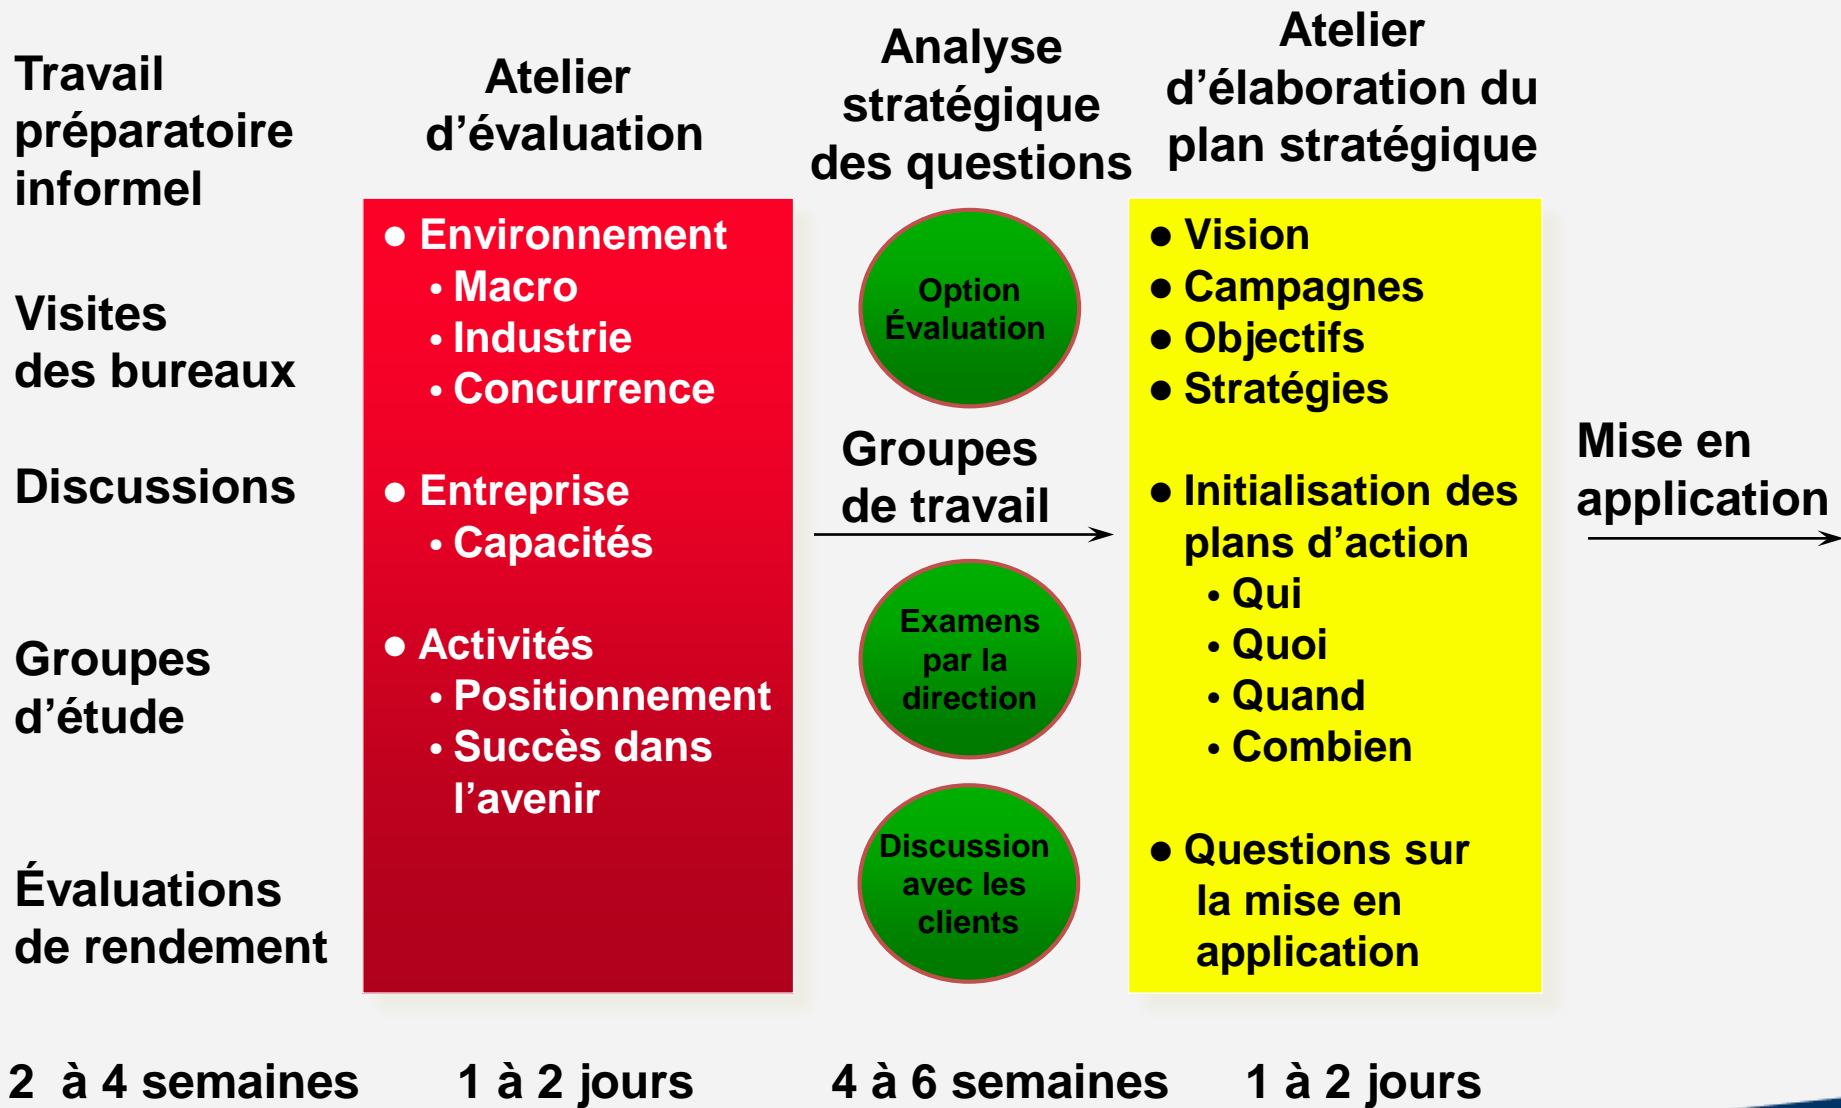 Travail
préparatoire
informel
Visites
des bureaux
Discussions
Groupes
d’étude
Évaluations
de rendement
2 à 4 semaines
Atelier
d’évaluation
● Environnement
• Macro
• Industrie
• Concurrence
● Entreprise
• Capacités
● Activités
• Positionnement
• Succès dans
l’avenir
1 à 2 jours
Analyse
stratégique
des questions
Option
Évaluation
Groupes
de travail
Examens
par la
direction
Discussion
avec les
clients
4 à 6 semaines
Atelier
d’élaboration du
plan stratégique
● Vision
● Campagnes
● Objectifs
● Stratégies
● Initialisation des
plans d’action
• Qui
• Quoi
• Quand
• Combien
● Questions sur
la mise en
application
1 à 2 jours
Mise en
application